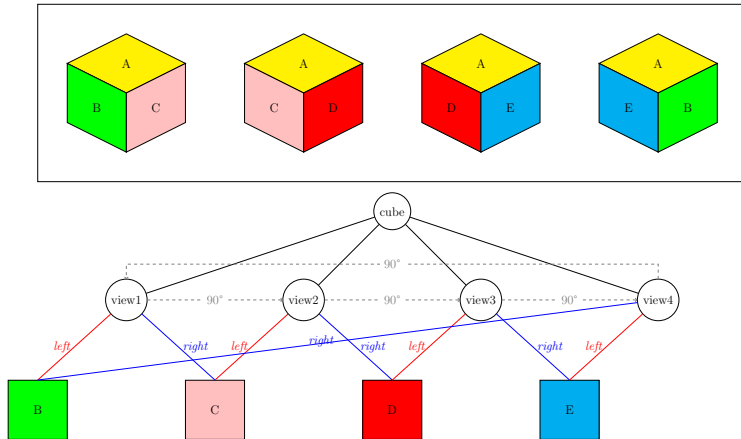 A A A A
B C C D D E E B
cube
90°
view1 90° view2 90° view3 90° view4
left right left right right left right left
B C D E